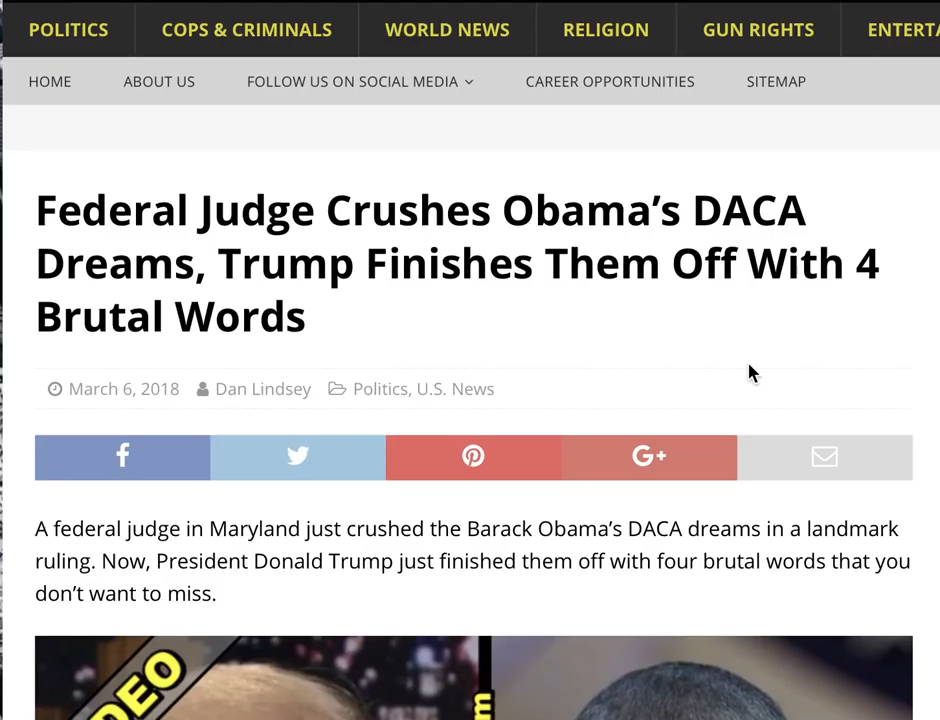 POLITICS COPS & CRIMINALS WORLD NEWS RELIGION GUN RIGHTS
HOME ABOUT US FOLLOW US ON SOCIAL MEDIA CAREER OPPORTUNITIES SITEMAP
Federal Judge Crushes Obama’s DACA
Dreams, Trump Finishes Them Off With 4
Brutal Words
March 6, 2018 Dan Lindsey Politics, U.S. News
f G+
A federal judge in Maryland just crushed the Barack Obama’s DACA dreams in a landmark
ruling. Now, President Donald Trump just finished them off with four brutal words that you
don’t want to miss.